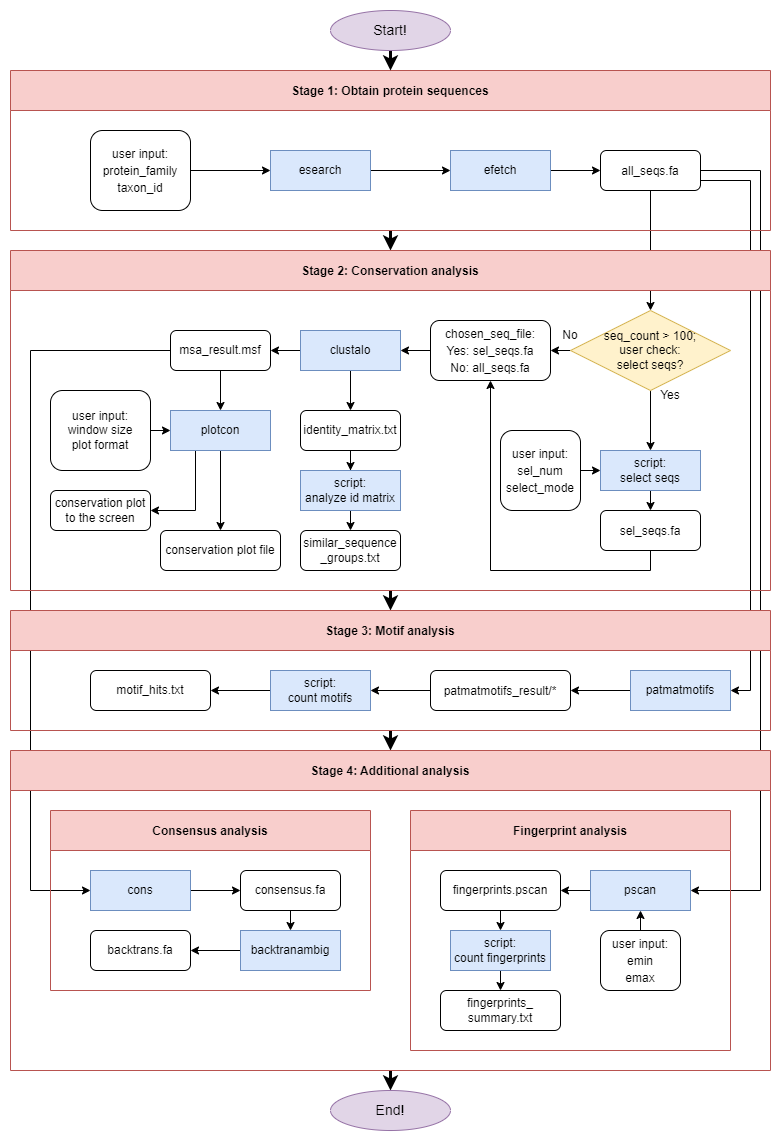 Start!
Stage 1: Obtain protein sequences
user input:
protein_family
taxon_id
esearch
efetch
all_seqs.fa
Stage 2: Conservation analysis
msa_result.msf
clustalo
chosen_seq_file:
Yes: sel_seqs.fa
No: all_seqs.fa
No
seq_count > 100;
user check:
select seqs?
Yes
user input:
window size
plot format
plotcon
identity_matrix.txt
user input:
sel_num
select_mode
script:
select seqs
script:
analyze id matrix
conservation plot
to the screen
sel_seqs.fa
conservation plot file
similar_sequence
_groups.txt
Stage 3: Motif analysis
motif_hits.txt
script:
count motifs
patmatmotifs_result/*
patmatmotifs
Stage 4: Additional analysis
Consensus analysis
cons
consensus.fa
backtrans.fa
backtranambig
Fingerprint analysis
fingerprints.pscan
pscan
script:
count fingerprints
user input:
emin
emax
fingerprints_
summary.txt
End!